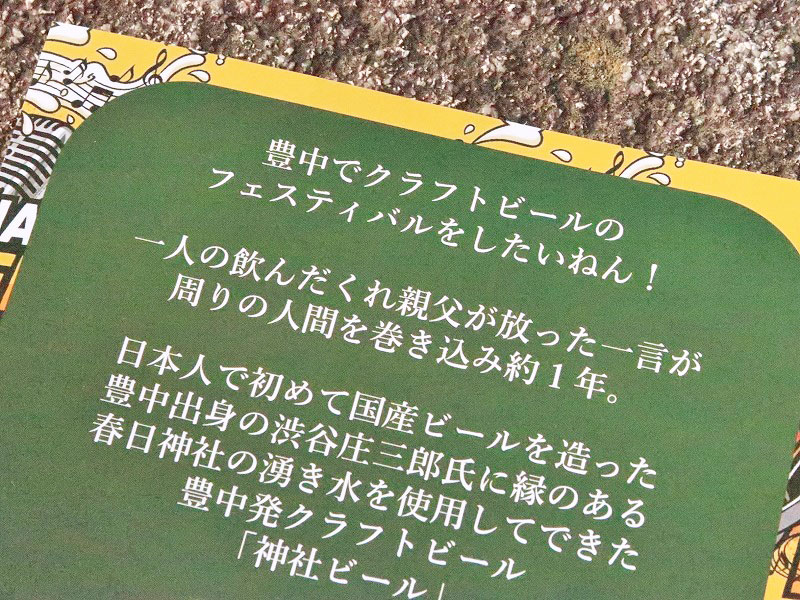 豊中でクラフトビールの
フェスティバルをしたいねん！
一人の飲んだくれ親父が放った一言が
周りの人間を巻き込み約１年。
日本人で初めて国産ビールを造った
豊中出身の渋谷庄三郎氏に縁のある
春日神社の湧き水を使用してできた
豊中発クラフトビール
「神社ビール」